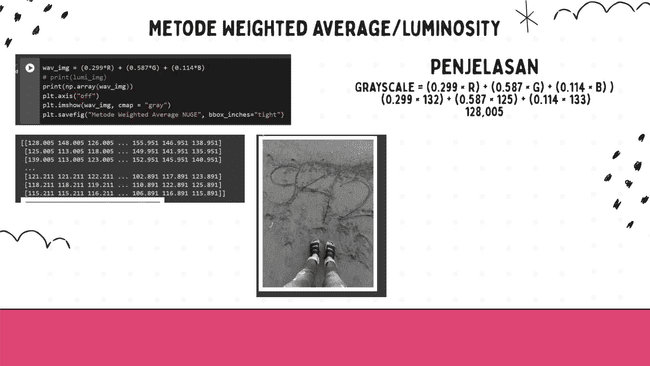 METODE WEIGHTED AVERAGE/LUMINOSITY
wav_img = (0.299*R) + (0.587*G) + (0.114*B)
# print(lumi_img)
print(np.array(wav_img))
plt.axis("off")
plt.imshow(wav_img, cmap = "gray")
plt.savefig("Metode Weighted Average NUGE", bbox_inches="tight")
PENJELASAN
GRAYSCALE = (0.299 × R) + (0.587 × G) + (0.114 × B) )
(0.299 × 132) + (0.587 × 125) + (0.114 × 133)
128,005
[[128.005 148.005 126.005 ... 155.951 146.951 138.951]
[125.005 113.005 118.005 ... 149.951 141.951 135.951]
[139.005 113.005 123.005 ... 152.951 145.951 140.951]
...
[121.211 121.211 122.211 ... 102.891 117.891 123.891]
[118.211 118.211 119.211 ... 110.891 122.891 125.891]
[115.211 115.211 116.211 ... 106.891 116.891 115.891]]